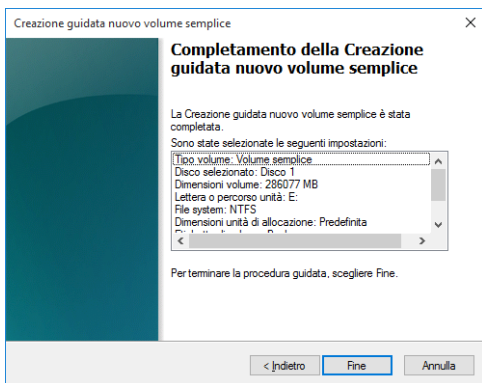 Creazione guidata nuovo volume semplice
Completamento della Creazione
guidata nuovo volume semplice
La Creazione guidata nuovo volume semplice è stata
completata.
Sono state selezionate le seguenti impostazioni:
Tipo volume: Volume semplice
Disco selezionato: Disco 1
Dimensioni volume: 286077 MB
Lettera o percorso unità: E:
File system: NTFS
Dimensioni unità di allocazione: Predefinita
Per terminare la procedura guidata, scegliere Fine.
< Indietro
Fine
Annulla